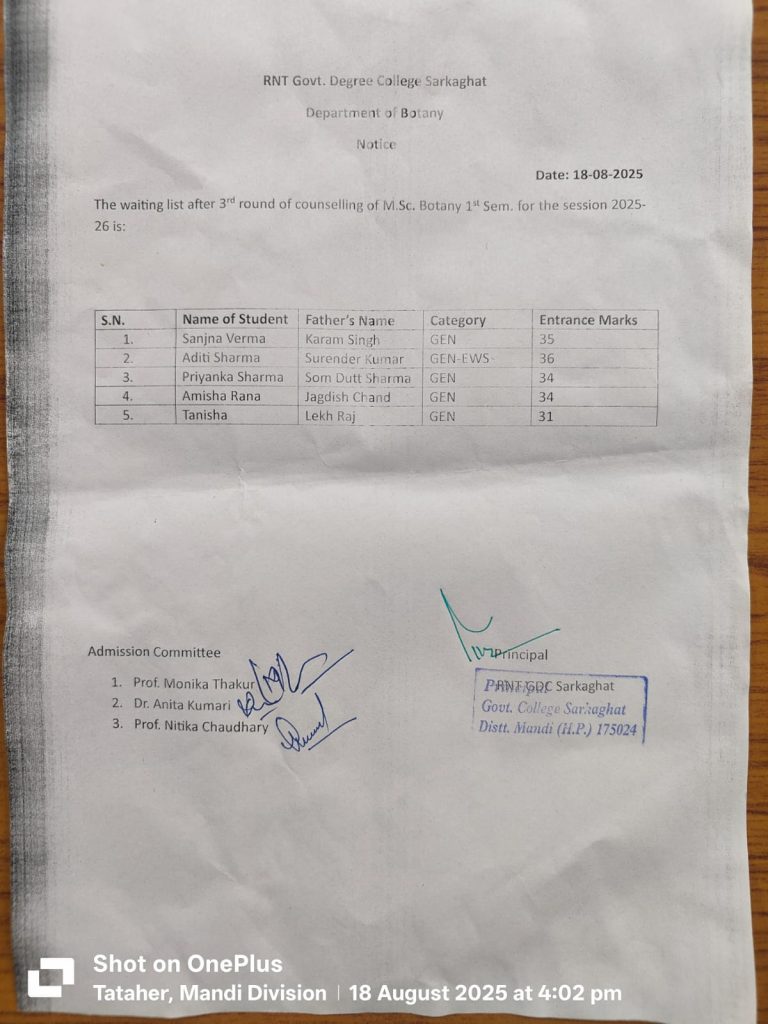 RNT Govt. Degree College Sarkaghat
Department of Botany
Notice
Date: 18-08-2025
The waiting list after 3rd round of counselling of M.Sc. Botany 1st Sem. for the session 2025-
26 is:
S.N. Name of Student Father's Name Category Entrance Marks
1. Sanjna Verma Karam Singh GEN 35
2. Aditi Sharma Surender Kumar GEN-EWS- 36
3. Priyanka Sharma Som Dutt Sharma GEN 34
4. Amisha Rana Jagdish Chand GEN 34
5. Tanisha Lekh Raj GEN 31
Admission Committee
1. Prof. Monika Thakur
2. Dr. Anita Kumari
3. Prof. Nitika Chaudhary
Principal
RNT GDC Sarkaghat
Principal
Govt. College Sarkaghat
Distt. Mandi (H.P.) 175024
Shot on OnePlus
Tataher, Mandi Division | 18 August 2025 at 4:02 pm